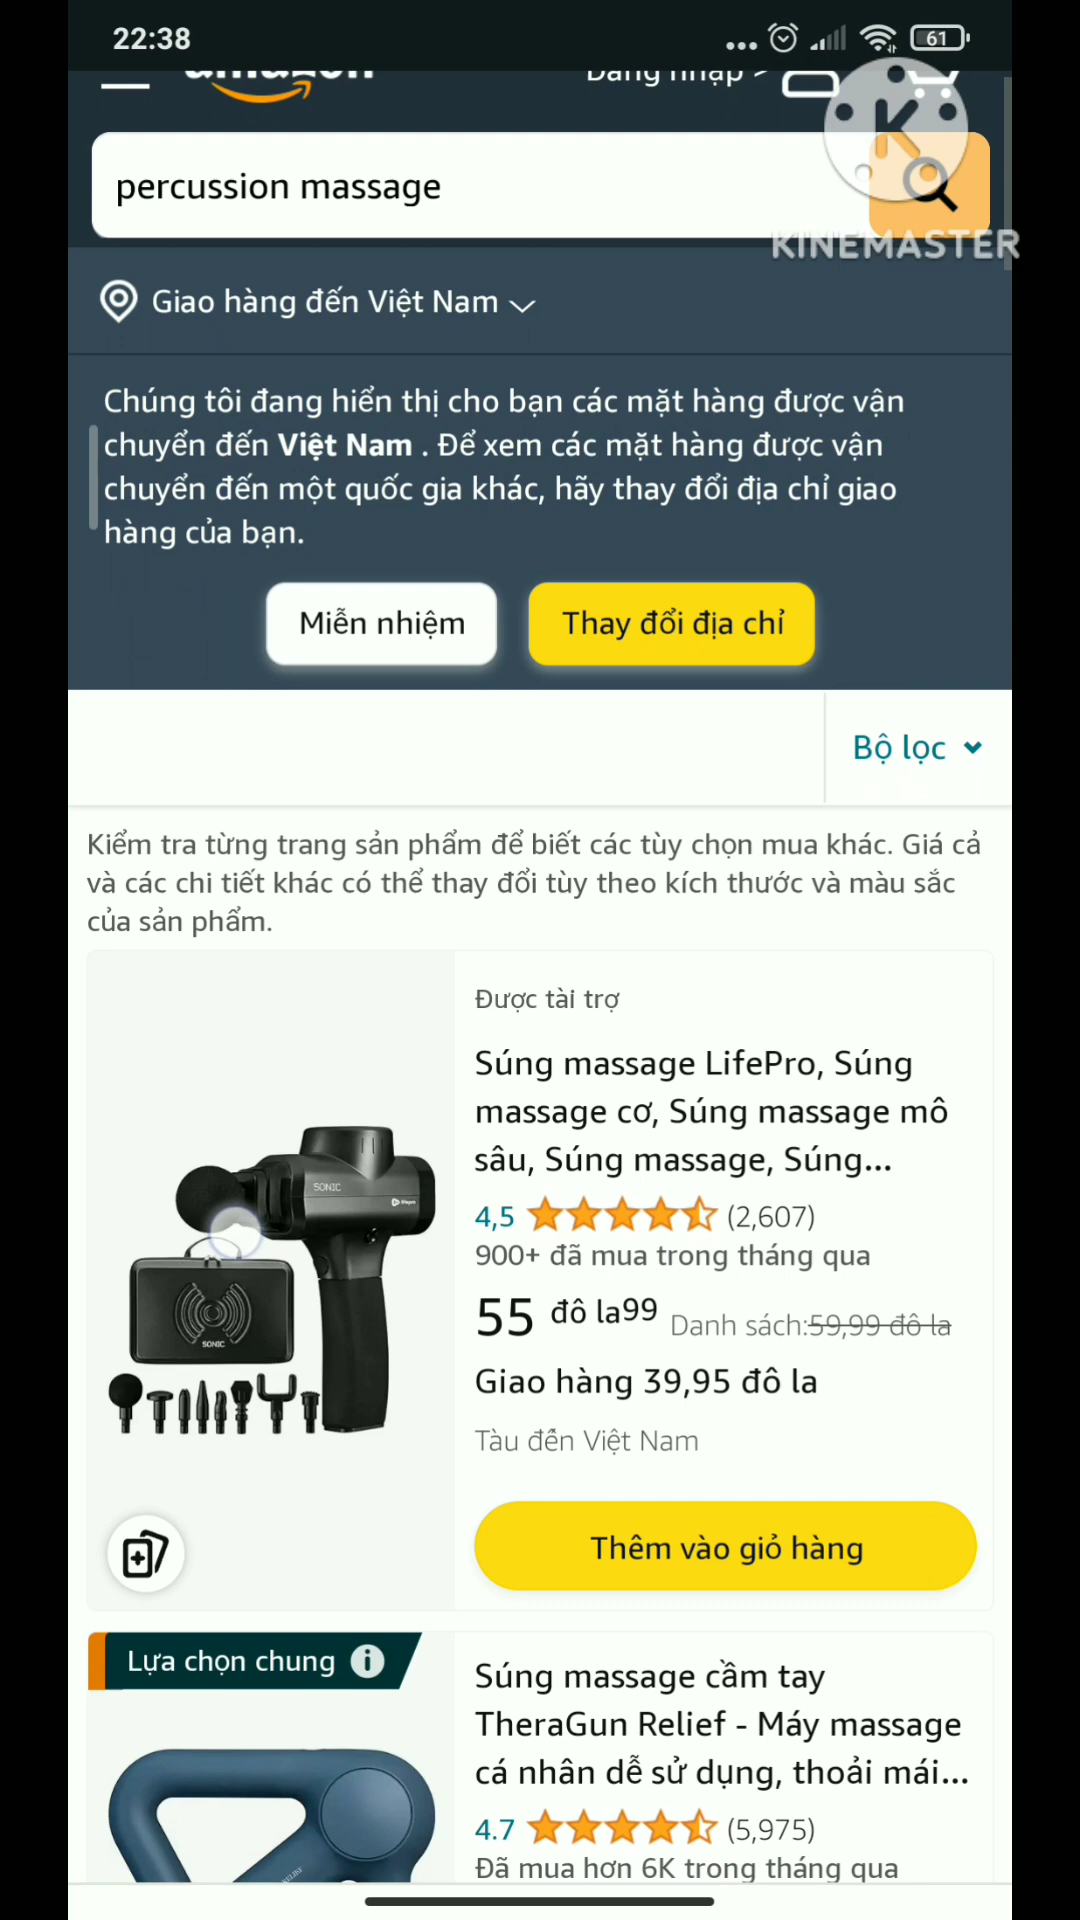 22:38
61
amazon
Đăng nhập >
percussion massage
K
KINEMASTER
Giao hàng đến Việt Nam
Chúng tôi đang hiển thị cho bạn các mặt hàng được vận
chuyển đến Việt Nam . Để xem các mặt hàng được vận
chuyển đến một quốc gia khác, hãy thay đổi địa chỉ giao
hàng của bạn.
Miễn nhiệm
Thay đổi địa chỉ
Bộ lọc
Kiểm tra từng trang sản phẩm để biết các tùy chọn mua khác. Giá cả
và các chi tiết khác có thể thay đổi tùy theo kích thước và màu sắc
của sản phẩm.
Được tài trợ
Súng massage LifePro, Súng
massage cơ, Súng massage mô
sâu, Súng massage, Súng...
4,5 (2,607)
900+ đã mua trong tháng qua
55 đô la99 Danh sách:59,99 đô la
Giao hàng 39,95 đô la
Tàu đến Việt Nam
Thêm vào giỏ hàng
SONIC
SONIC
Lựa chọn chung
Súng massage cầm tay
TheraGun Relief - Máy massage
cá nhân dễ sử dụng, thoải mái...
4.7 (5,975)
Đã mua hơn 6K trong tháng qua